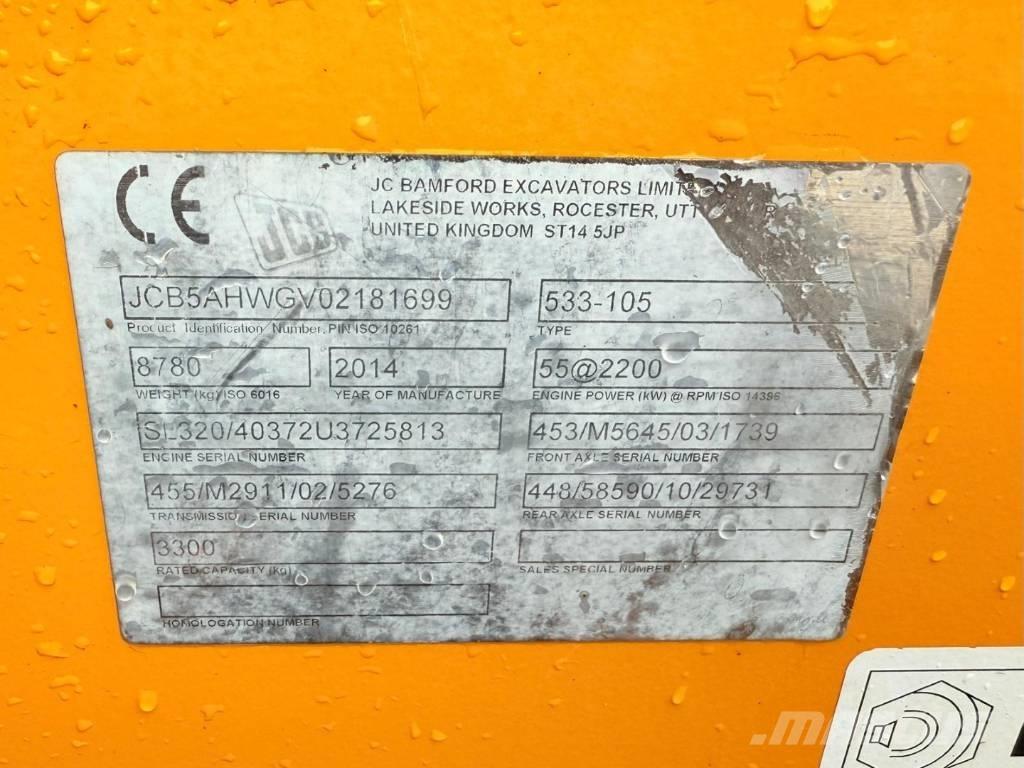 CE
JCB
JC BAMFORD EXCAVATORS
LAKESIDE WORKS, ROCESTER,
UNITED KINGDOM ST14 5JP
JCB5AHWGV02181699
Product Identification Number, PIN ISO 10261
533-105
TYPE
8780
WEIGHT (kg) ISO 6016
2014
YEAR OF MANUFACTURE
55@2200
ENGINE POWER (kW) @ RPM ISO 14396
SL320/40372U3725813
ENGINE SERIAL NUMBER
453/M5645/03/1739
FRONT AXLE SERIAL NUMBER
455/M2911/02/5276
TRANSMISSION SERIAL NUMBER
448/58590/10/29731
REAR AXLE SERIAL NUMBER
3300
RATED CAPACITY (kg)
SALES SPECIAL NUMBER
HOMOLOGATION NUMBER